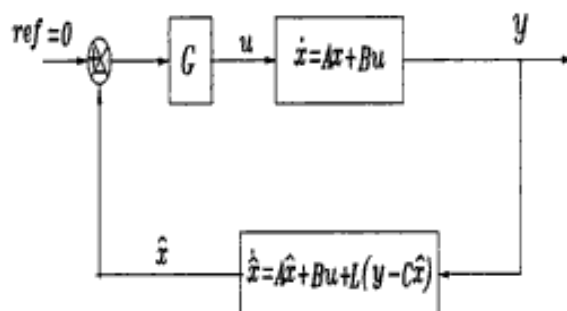 ref=0
G
u
ẋ=Ax+Bu
y
x̂
x̂̇=Ax̂+Bu+L(y-Cx̂)